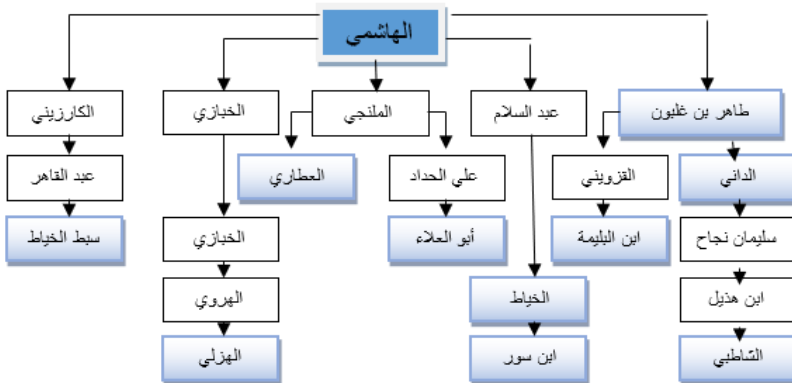 الهاشمي
طاهر بن غلبون
عبد السلام
الملنجي
الخبازي
الكارزيني
الداني
القزويني
علي الحداد
العطاري
عبد القاهر
سليمان نجاح
ابن البليمة
أبو العلاء
الخبازي
سبط الخياط
ابن هذيل
الخياط
الهروي
الشاطبي
ابن سور
الهزلي